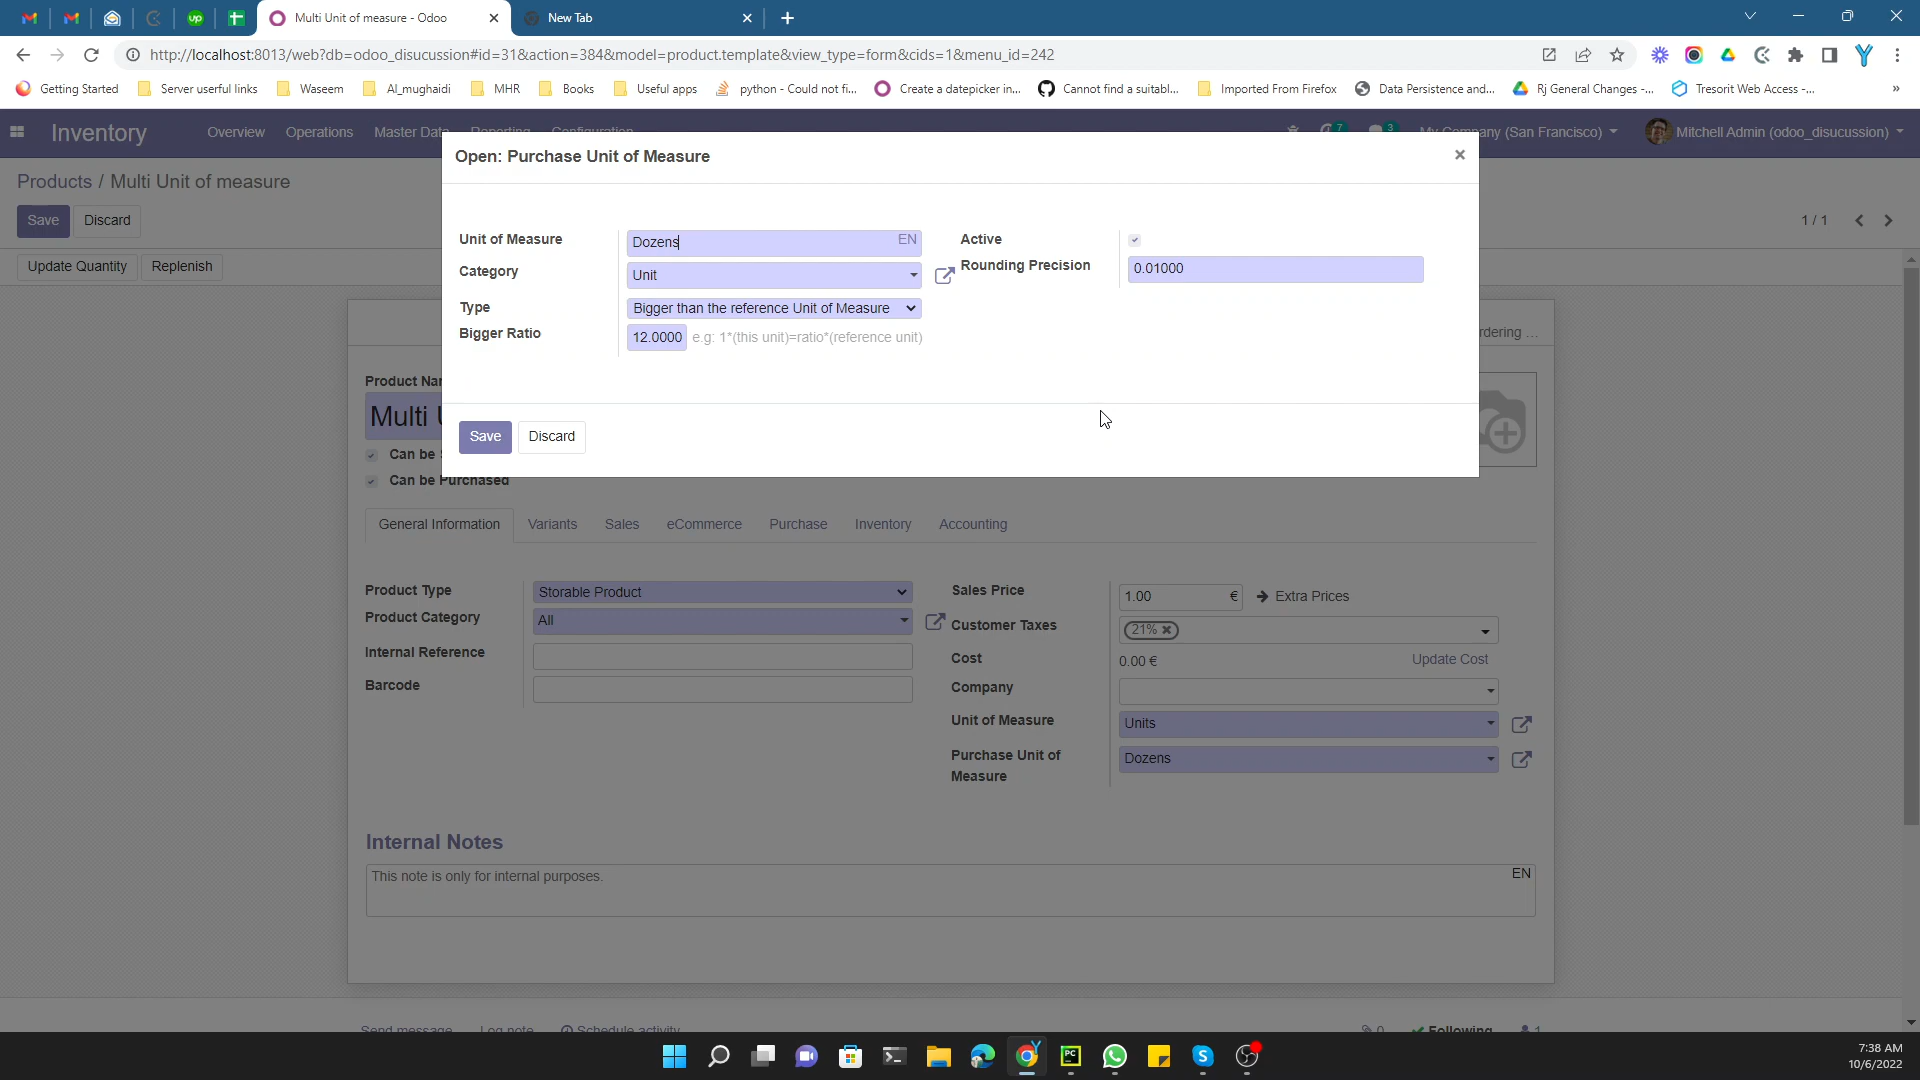 Multi Unit of measure - Odoo
New Tab
http://localhost:8013/web?db=odoo_disucussion#id=31&action=384&model=product.template&view_type=form&cids=1&menu_id=242
Getting Started Server userful links Waseem Al_mughaidi MHR Books Useful apps python - Could not fi... Create a datepicker in... Cannot find a suitabl... Imported From Firefox Data Persistence and... Rj General Changes -... Tresorit Web Access -... »
Inventory Overview Operations Master Data Reporting Configuration 7 3 My Company (San Francisco) Mitchell Admin (odoo_disucussion)
Open: Purchase Unit of Measure
Products / Multi Unit of measure
Save Discard
1 / 1
Update Quantity Replenish
Unit of Measure Dozens EN
Active
Category Unit
Rounding Precision 0.01000
Type Bigger than the reference Unit of Measure
Bigger Ratio 12.0000 e.g: 1*(this unit)=ratio*(reference unit)
rdering ...
Product Nar
Multi U
Save Discard
Can be
Can be Purchased
General Information Variants Sales eCommerce Purchase Inventory Accounting
Product Type Storable Product
Sales Price 1.00 € Extra Prices
Product Category All
Customer Taxes 21%
Internal Reference
Cost 0.00 € Update Cost
Barcode
Company
Unit of Measure Units
Purchase Unit of Measure Dozens
Internal Notes
This note is only for internal purposes. EN
Send message Log note Schedule activity 0 Following 1
7:38 AM
10/6/2022